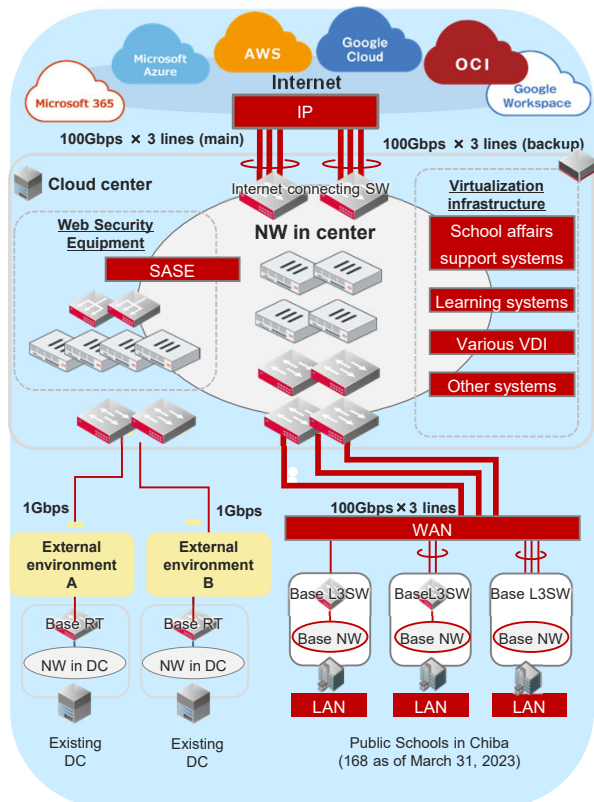 Microsoft 365
Microsoft
Azure
AWS
Google
Cloud
OCI
Google
Workspace
Internet
IP
100Gbps × 3 lines (main)
100Gbps × 3 lines (backup)
Cloud center
Internet connecting SW
Virtualization
infrastructure
Web Security
Equipment
NW in center
SASE
School affairs
support systems
Learning systems
Various VDI
Other systems
1Gbps
1Gbps
100Gbps×3 lines
WAN
External
environment
A
External
environment
B
Base L3SW
BaseL3SW
Base L3SW
Base RT
Base RT
Base NW
Base NW
Base NW
NW in DC
NW in DC
LAN
LAN
LAN
Existing
DC
Existing
DC
Public Schools in Chiba
(168 as of March 31, 2023)